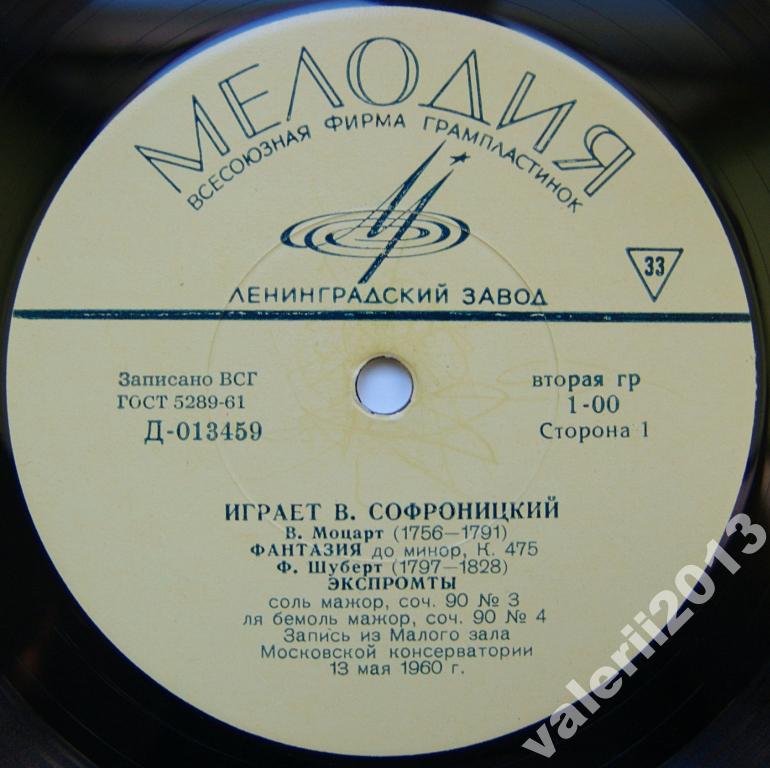 МЕЛОДИЯ
ВСЕСОЮЗНАЯ ФИРМА ГРАМПЛАСТИНОК
ЛЕНИНГРАДСКИЙ ЗАВОД
33
Записано ВСГ
ГОСТ 5289-61
Д-013459
вторая гр
1-00
Сторона 1
ИГРАЕТ В. СОФРОНИЦКИЙ
В. Моцарт (1756—1791)
ФАНТАЗИЯ до минор, К. 475
Ф. Шуберт (1797—1828)
ЭКСПРОМТЫ
соль мажор, соч. 90 № 3
ля бемоль мажор, соч. 90 № 4
Запись из Малого зала
Московской консерватории
13 мая 1960 г.
valerii2013